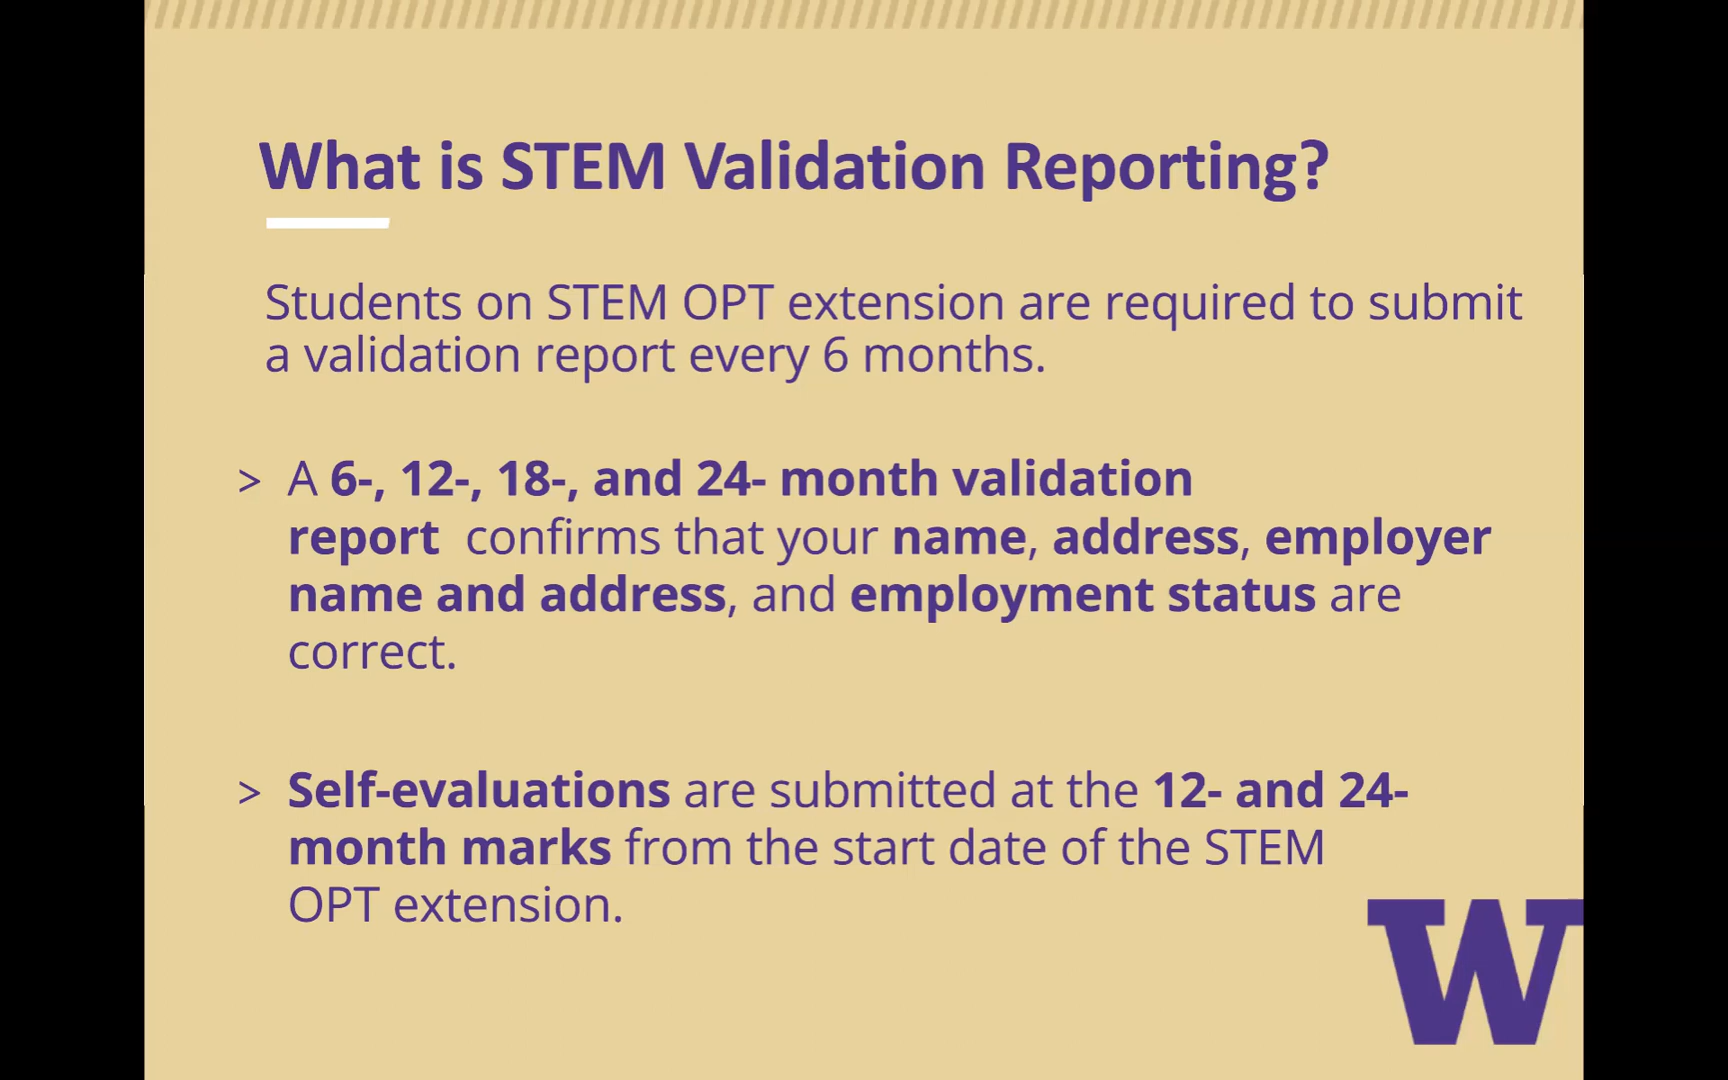 What is STEM Validation Reporting?
Students on STEM OPT extension are required to submit
a validation report every 6 months.
> A 6-, 12-, 18-, and 24- month validation
report  confirms that your name, address, employer
name and address, and employment status are
correct.
> Self-evaluations are submitted at the 12- and 24-
month marks from the start date of the STEM
OPT extension.
W